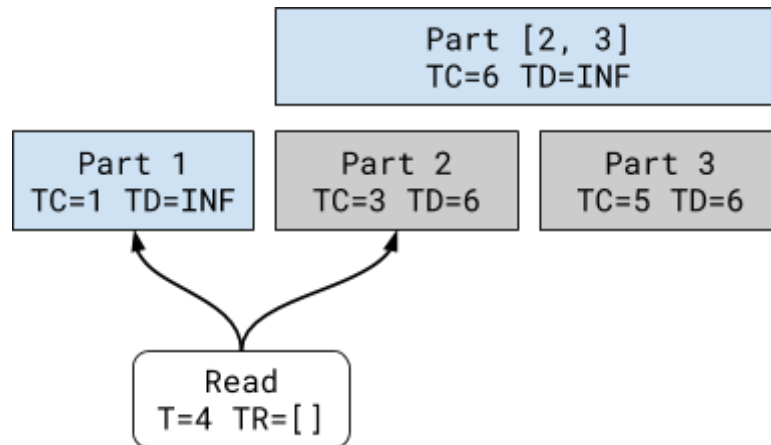 Part [2, 3]
TC=6 TD=INF
Part 1
TC=1 TD=INF
Part 2
TC=3 TD=6
Part 3
TC=5 TD=6
Read
T=4 TR=[]